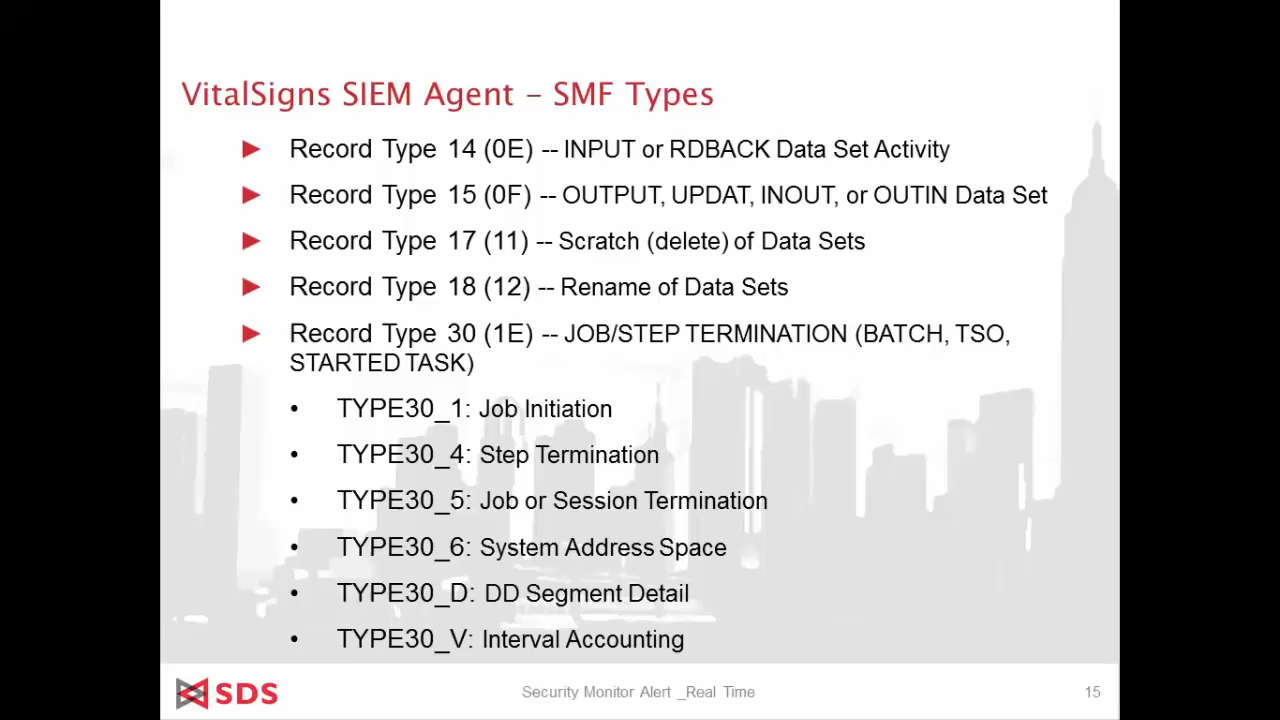 VitalSigns SIEM Agent – SMF Types
► Record Type 14 (0E) -- INPUT or RDBACK Data Set Activity
► Record Type 15 (0F) -- OUTPUT, UPDAT, INOUT, or OUTIN Data Set
► Record Type 17 (11) -- Scratch (delete) of Data Sets
► Record Type 18 (12) -- Rename of Data Sets
► Record Type 30 (1E) -- JOB/STEP TERMINATION (BATCH, TSO,
STARTED TASK)
• TYPE30_1: Job Initiation
• TYPE30_4: Step Termination
• TYPE30_5: Job or Session Termination
• TYPE30_6: System Address Space
• TYPE30_D: DD Segment Detail
• TYPE30_V: Interval Accounting
SDS
Security Monitor Alert _Real Time
15